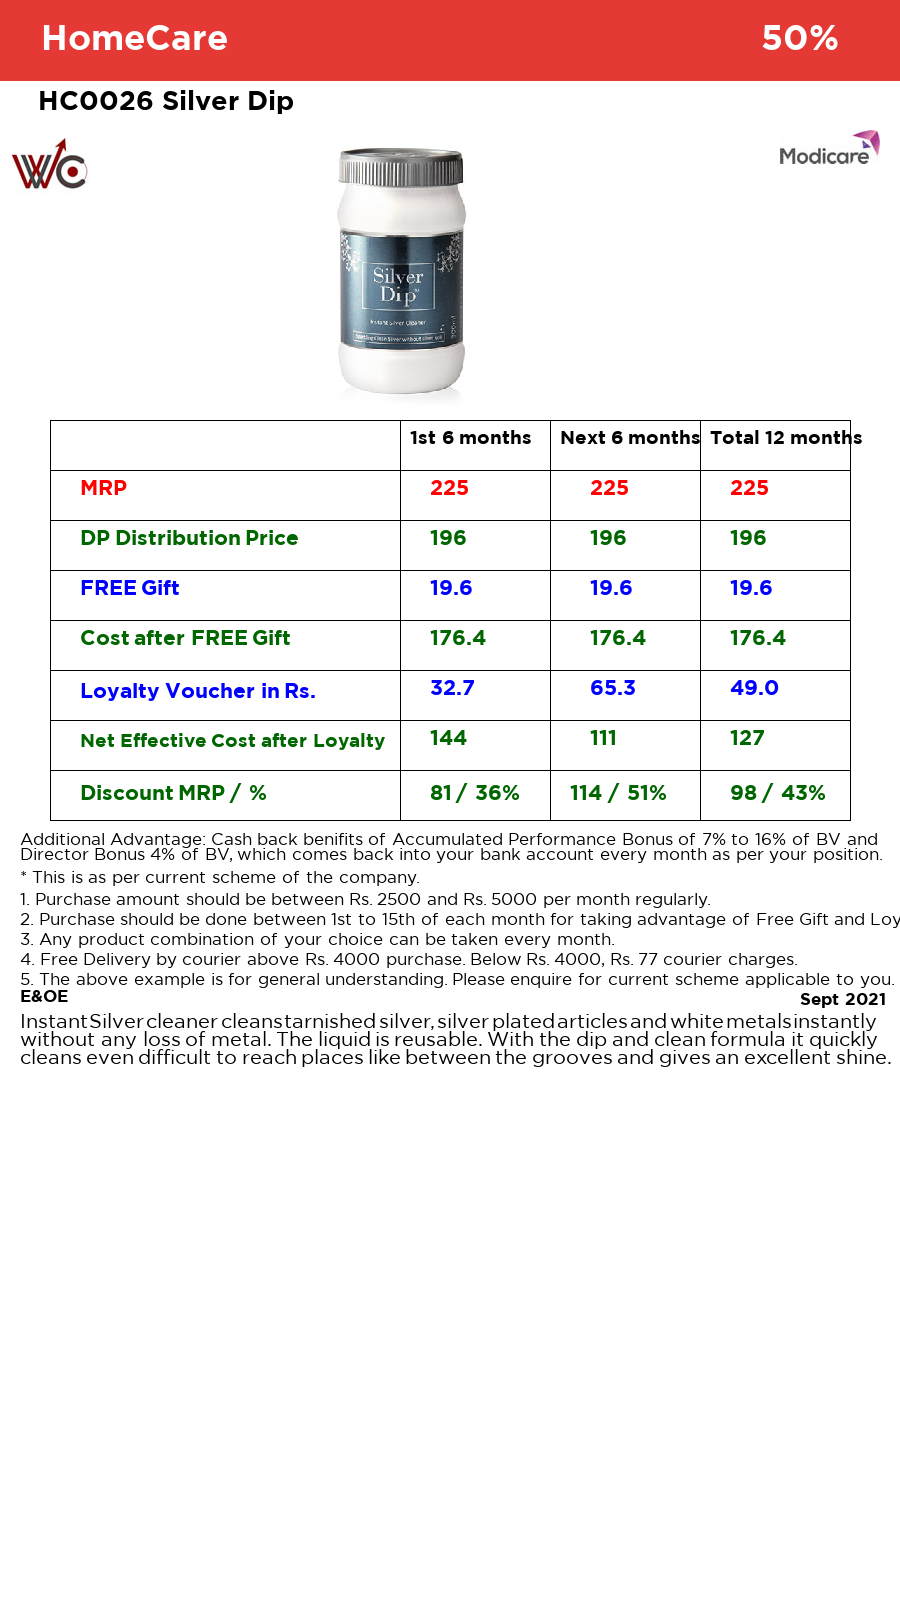 HomeCare 50%
HC0026 Silver Dip
WC
Modicare
Silver
Dip™
Instant Silver Cleaner
1st 6 months Next 6 months Total 12 months
MRP 225 225 225
DP Distribution Price 196 196 196
FREE Gift 19.6 19.6 19.6
Cost after FREE Gift 176.4 176.4 176.4
Loyalty Voucher in Rs. 32.7 65.3 49.0
Net Effective Cost after Loyalty 144 111 127
Discount MRP / % 81 / 36% 114 / 51% 98 / 43%
Additional Advantage: Cash back benifits of Accumulated Performance Bonus of 7% to 16% of BV and
Director Bonus 4% of BV, which comes back into your bank account every month as per your position.
* This is as per current scheme of the company.
1. Purchase amount should be between Rs. 2500 and Rs. 5000 per month regularly.
2. Purchase should be done between 1st to 15th of each month for taking advantage of Free Gift and Loy
3. Any product combination of your choice can be taken every month.
4. Free Delivery by courier above Rs. 4000 purchase. Below Rs. 4000, Rs. 77 courier charges.
5. The above example is for general understanding. Please enquire for current scheme applicable to you.
E&OE
Sept 2021
Instant Silver cleaner cleans tarnished silver, silver plated articles and white metals instantly
without any loss of metal. The liquid is reusable. With the dip and clean formula it quickly
cleans even difficult to reach places like between the grooves and gives an excellent shine.